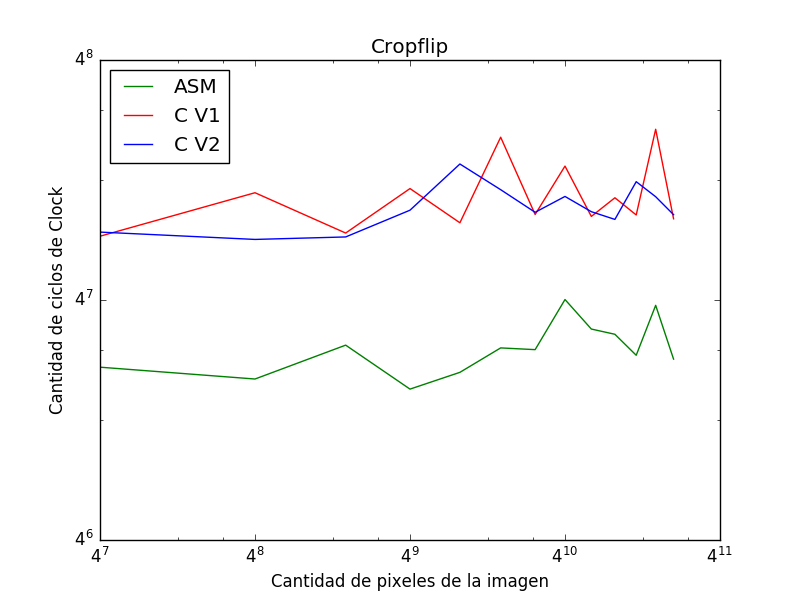 Cropflip
4^8
ASM
C V1
C V2
Cantidad de ciclos de Clock
4^7
4^6
4^7 4^8 4^9 4^10 4^11
Cantidad de pixeles de la imagen